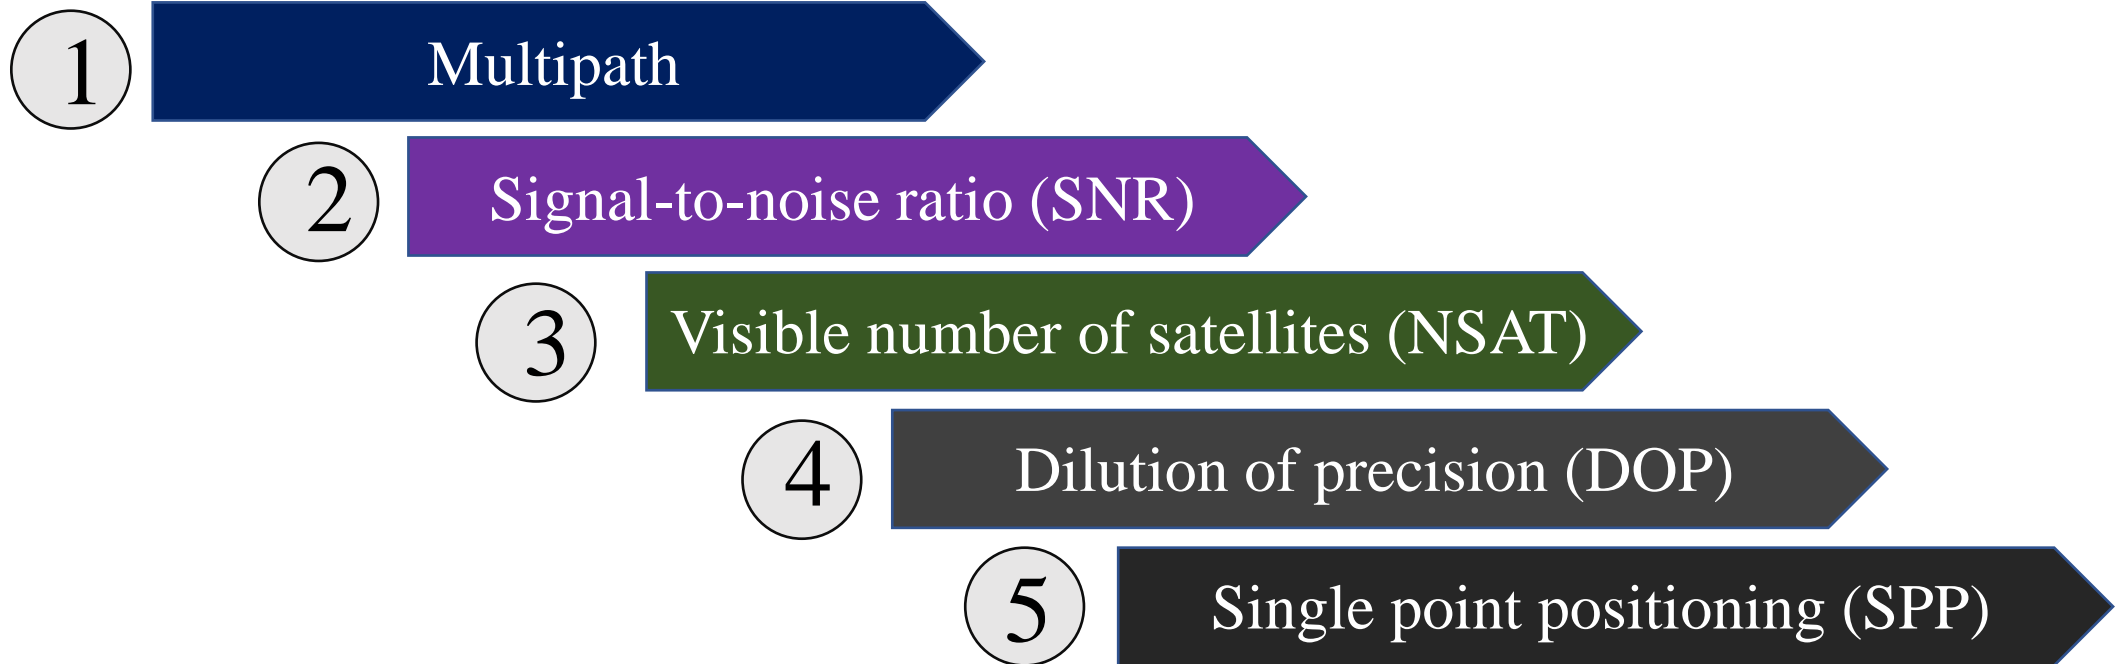 1 Multipath
2 Signal-to-noise ratio (SNR)
3 Visible number of satellites (NSAT)
4 Dilution of precision (DOP)
5 Single point positioning (SPP)